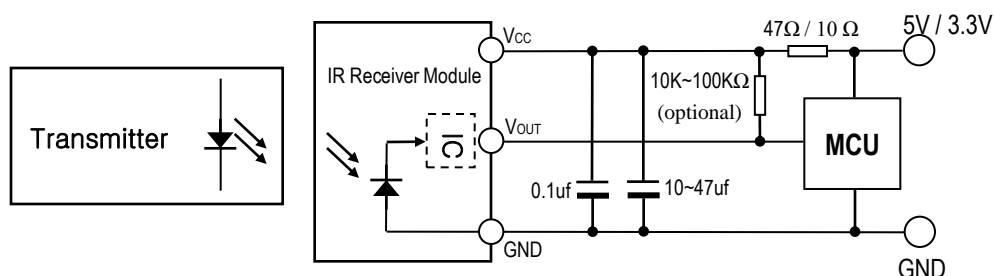 Transmitter
IR Receiver Module
IC
VCC
VOUT
GND
0.1uf
10~47uf
10K~100KΩ
(optional)
47Ω / 10 Ω
5V / 3.3V
MCU
GND